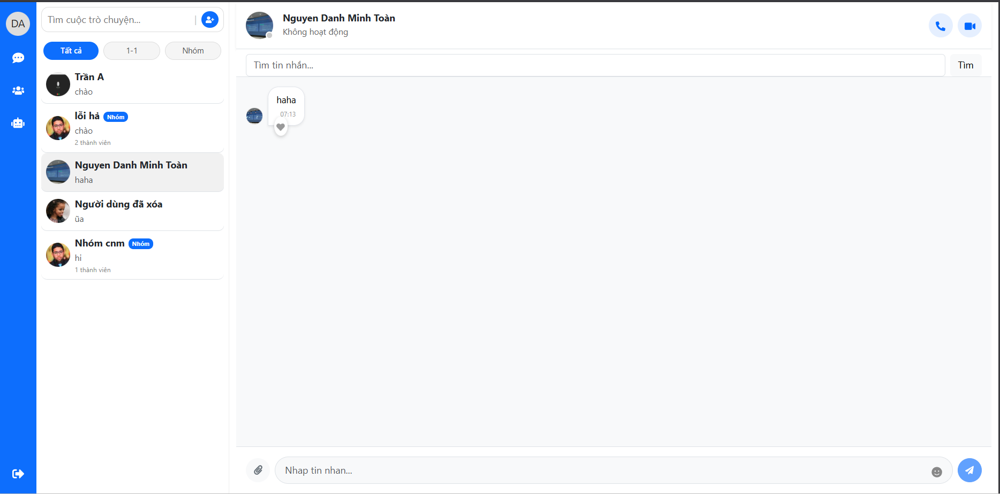 DA
Tìm cuộc trò chuyện...
Tất cả
1-1
Nhóm
Trần A
chào
lỗi hả Nhóm
chào
2 thành viên
Nguyen Danh Minh Toàn
haha
Người dùng đã xóa
ũa
Nhóm cnm Nhóm
hi
1 thành viên
Nguyen Danh Minh Toàn
Không hoạt động
Tìm tin nhắn...
Tìm
haha
07:13
Nhap tin nhan...